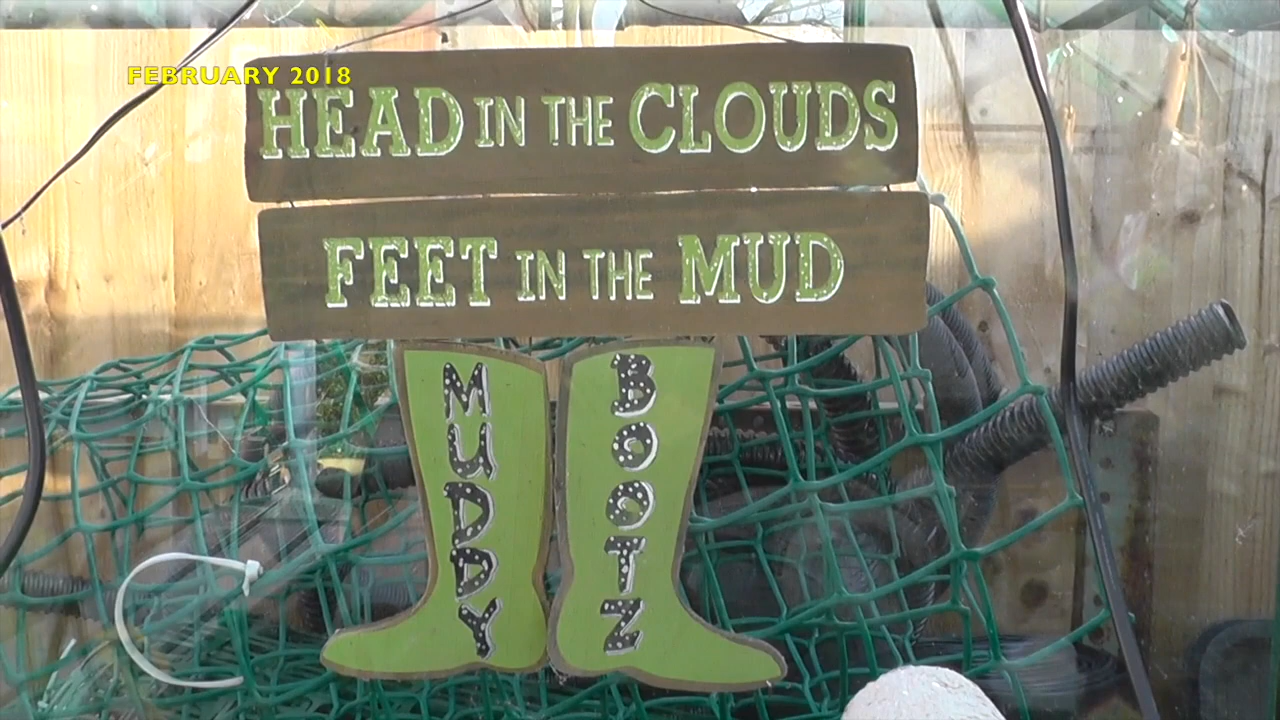 FEBRUARY 2018
HEAD IN THE CLOUDS
FEET IN THE MUD
MUDDY
BOOTZ